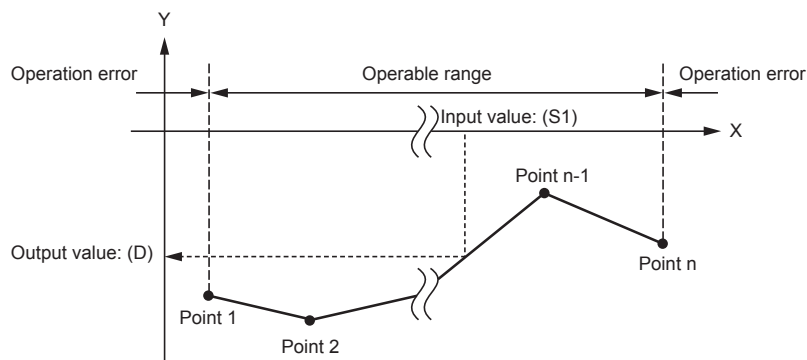 Y
Operation error
Operable range
Operation error
Input value: (S1)
X
Point n-1
Output value: (D)
Point n
Point 1
Point 2